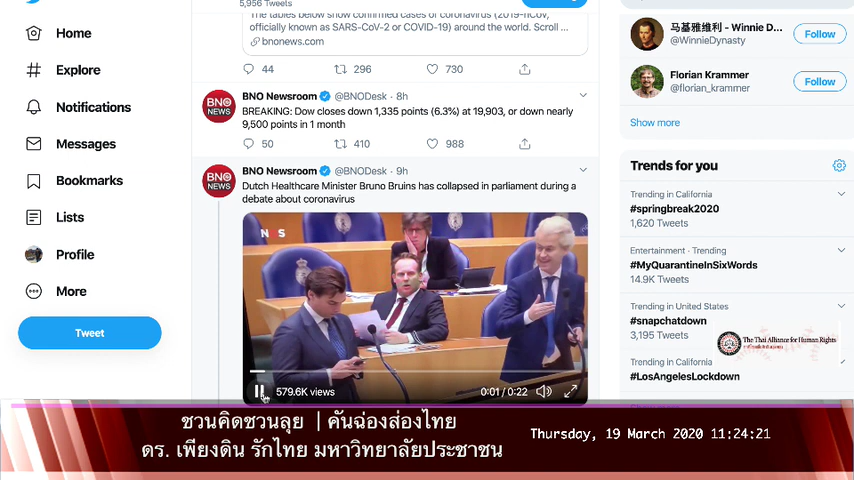 5,956 Tweets
Home
Explore
Notifications
Messages
Bookmarks
Lists
Profile
More
Tweet
The tables below show confirmed cases of coronavirus (2019-nCoV,
officially known as SARS-CoV-2 or COVID-19) around the world. Scroll ...
bnonews.com
44 296 730
BNO NEWS
BNO Newsroom @BNODesk · 8h
BREAKING: Dow closes down 1,335 points (6.3%) at 19,903, or down nearly
9,500 points in 1 month
50 410 988
BNO NEWS
BNO Newsroom @BNODesk · 9h
Dutch Healthcare Minister Bruno Bruins has collapsed in parliament during a
debate about coronavirus
579.6K views 0:01 / 0:22
马基雅维利 - Winnie D...
@WinnieDynasty
Follow
Florian Krammer
@florian_krammer
Follow
Show more
Trends for you
Trending in California
#springbreak2020
1,620 Tweets
Entertainment · Trending
#MyQuarantineInSixWords
14.9K Tweets
Trending in United States
#snapchatdown
3,195 Tweets
The Thai Alliance for Human Rights
Trending in California
#LosAngelesLockdown
ชวนคิดชวนลุย | คันฉ่องส่องไทย
ดร. เพียงดิน รักไทย มหาวิทยาลัยประชาชน
Thursday, 19 March 2020 11:24:21